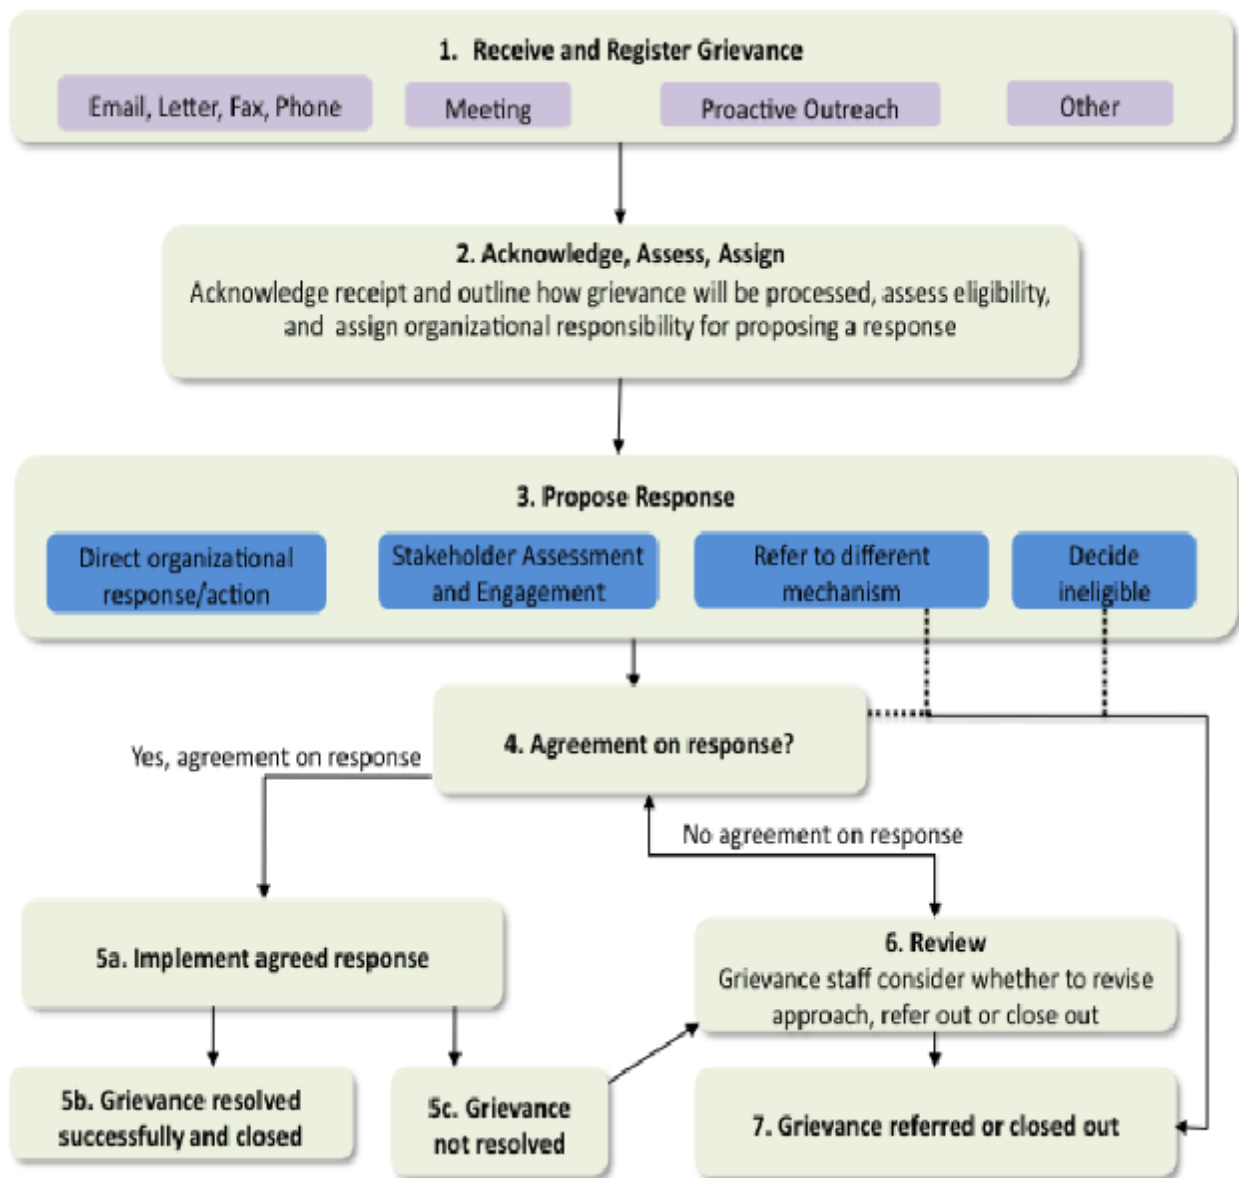 1. Receive and Register Grievance
Email, Letter, Fax, Phone
Meeting
Proactive Outreach
Other
2. Acknowledge, Assess, Assign
Acknowledge receipt and outline how grievance will be processed, assess eligibility,
and assign organizational responsibility for proposing a response
3. Propose Response
Direct organizational
response/action
Stakeholder Assessment
and Engagement
Refer to different
mechanism
Decide
ineligible
4. Agreement on response?
Yes, agreement on response
No agreement on response
5a. Implement agreed response
6. Review
Grievance staff consider whether to revise
approach, refer out or close out
5b. Grievance resolved
successfully and closed
5c. Grievance
not resolved
7. Grievance referred or closed out